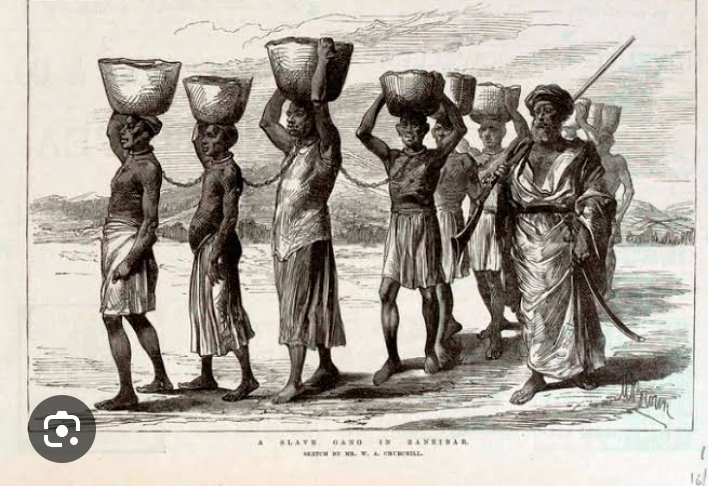 A SLAVE GANG IN ZANZIBAR.
SKETCH BY MR. W. A. CHURCHILL.